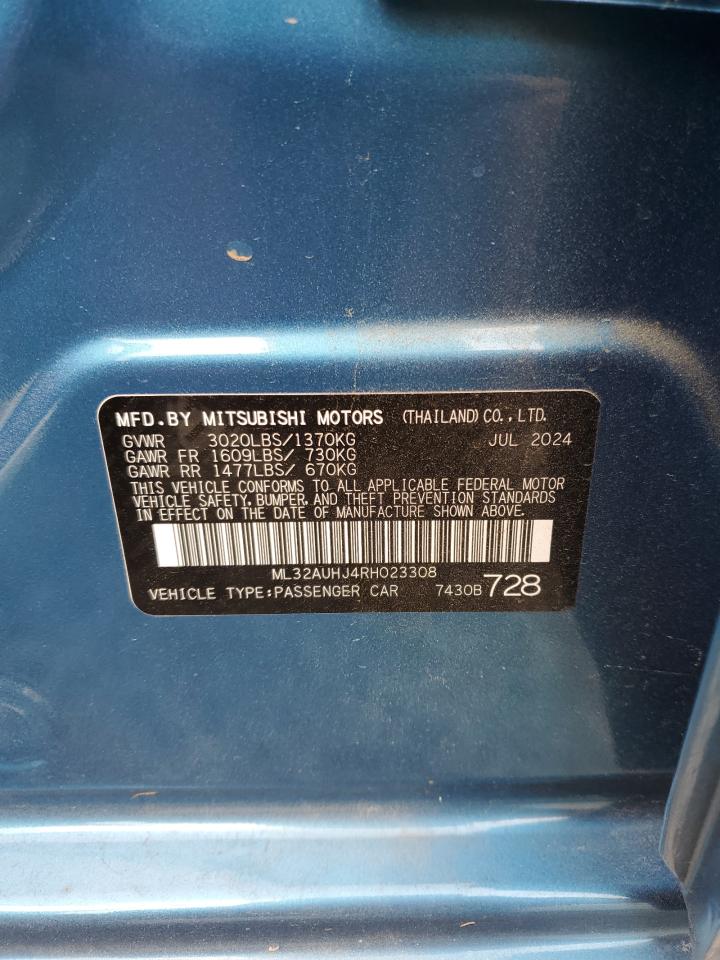 MFD.BY MITSUBISHI MOTORS (THAILAND) CO.,LTD.
GVWR 3020LBS/1370KG JUL 2024
GAWR FR 1609LBS/ 730KG
GAWR RR 1477LBS/ 670KG
THIS VEHICLE CONFORMS TO ALL APPLICABLE FEDERAL MOTOR
VEHICLE SAFETY, BUMPER, AND THEFT PREVENTION STANDARDS
IN EFFECT ON THE DATE OF MANUFACTURE SHOWN ABOVE.
ML32AUHJ4RH023308
VEHICLE TYPE:PASSENGER CAR 7430B 728